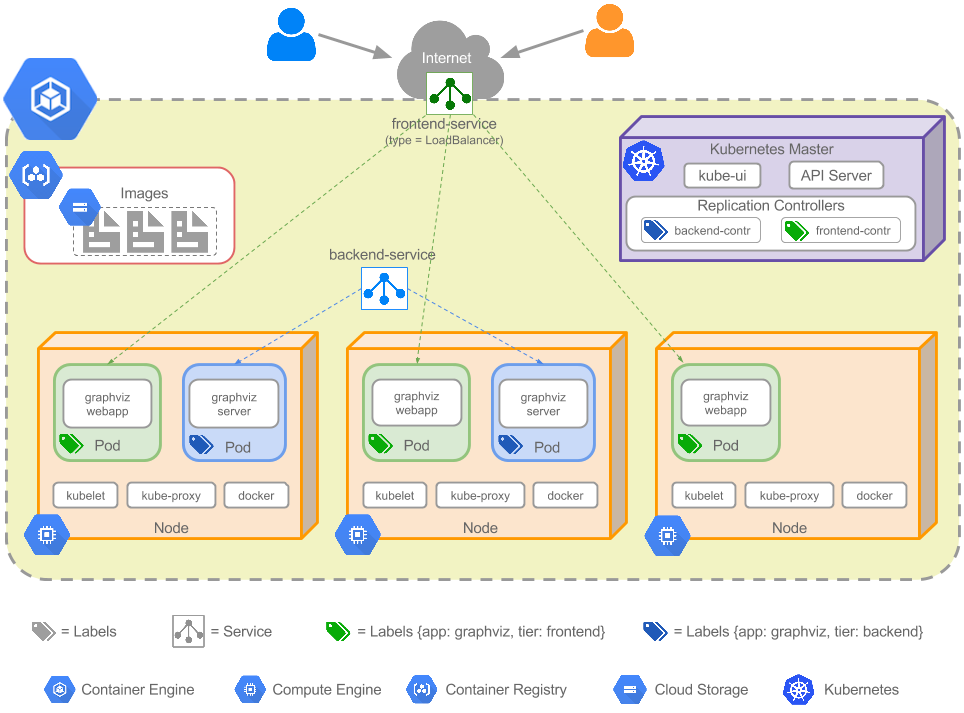 Internet
frontend-service
(type = LoadBalancer)
Kubernetes Master
kube-ui
API Server
Replication Controllers
backend-contr
frontend-contr
Images
backend-service
graphviz
webapp
Pod
graphviz
server
Pod
kubelet
kube-proxy
docker
Node
graphviz
webapp
Pod
graphviz
server
Pod
kubelet
kube-proxy
docker
Node
graphviz
webapp
Pod
kubelet
kube-proxy
docker
Node
= Labels
= Service
= Labels {app: graphviz, tier: frontend}
= Labels {app: graphviz, tier: backend}
Container Engine
Compute Engine
Container Registry
Cloud Storage
Kubernetes